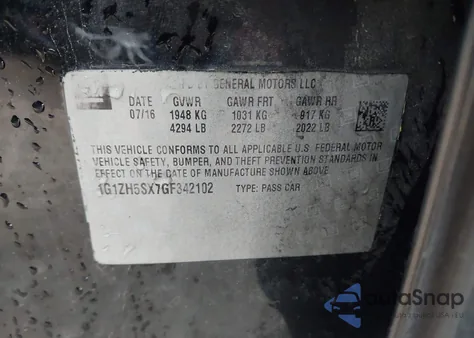 BY GENERAL MOTORS LLC
DATE GVWR GAWR FRT GAWR RR
07/16 1948 KG 1031 KG 917 KG
4294 LB 2272 LB 2022 LB
THIS VEHICLE CONFORMS TO ALL APPLICABLE U.S. FEDERAL MOTOR
VEHICLE SAFETY, BUMPER, AND THEFT PREVENTION STANDARDS IN
EFFECT ON THE DATE OF MANUFACTURE SHOWN ABOVE.
1G1ZH5SX7GF342102 TYPE: PASS CAR
AutoSnap